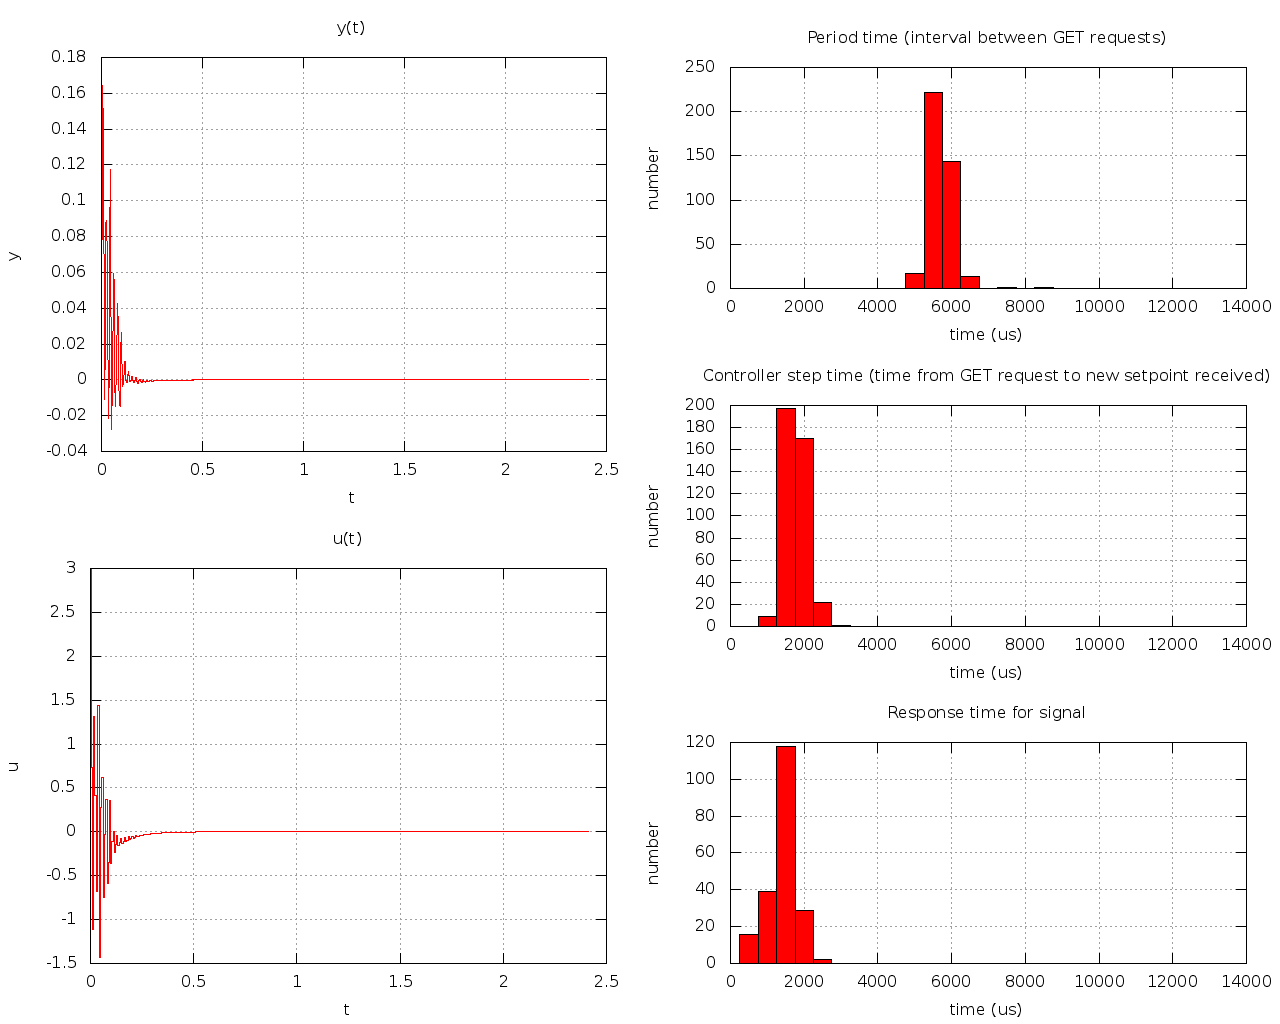 y(t)
0.18
0.16
0.14
0.12
0.1
0.08
0.06
0.04
0.02
0
-0.02
-0.04
y
0 0.5 1 1.5 2 2.5
t
u(t)
3
2.5
2
1.5
1
0.5
0
-0.5
-1
-1.5
u
0 0.5 1 1.5 2 2.5
t
Period time (interval between GET requests)
250
200
150
100
50
0
number
0 2000 4000 6000 8000 10000 12000 14000
time (us)
Controller step time (time from GET request to new setpoint received)
200
180
160
140
120
100
80
60
40
20
0
number
0 2000 4000 6000 8000 10000 12000 14000
time (us)
Response time for signal
120
100
80
60
40
20
0
number
0 2000 4000 6000 8000 10000 12000 14000
time (us)